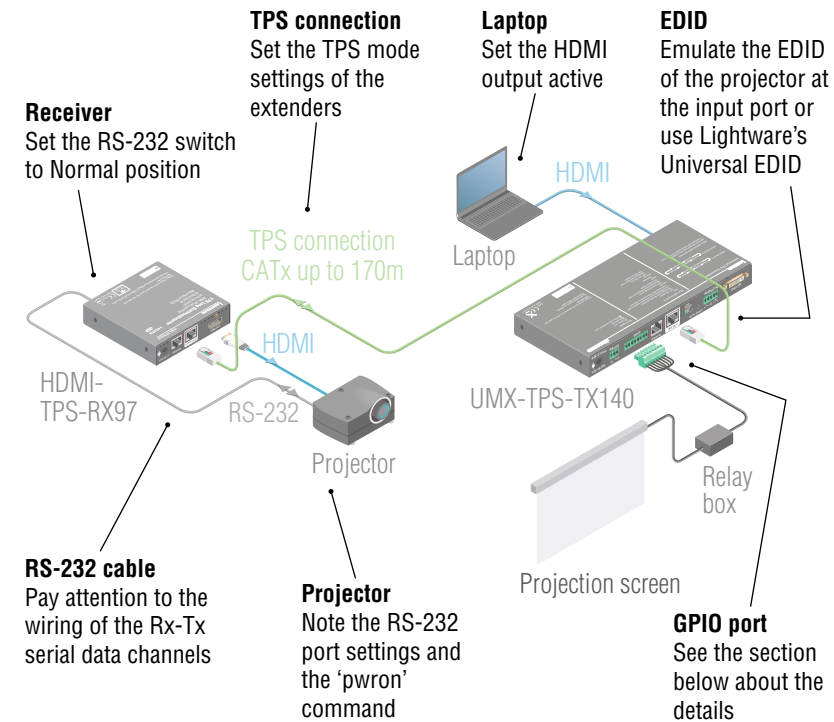 TPS connection
Set the TPS mode
settings of the
extenders
Laptop
Set the HDMI
output active
EDID
Emulate the EDID
of the projector at
the input port or
use Lightware's
Universal EDID
Receiver
Set the RS-232 switch
to Normal position
HDMI
Laptop
TPS connection
CATx up to 170m
HDMI
HDMI-
TPS-RX97
RS-232
Projector
UMX-TPS-TX140
Relay
box
Projection screen
RS-232 cable
Pay attention to the
wiring of the Rx-Tx
serial data channels
Projector
Note the RS-232
port settings and
the 'pwron'
command
GPIO port
See the section
below about the
details